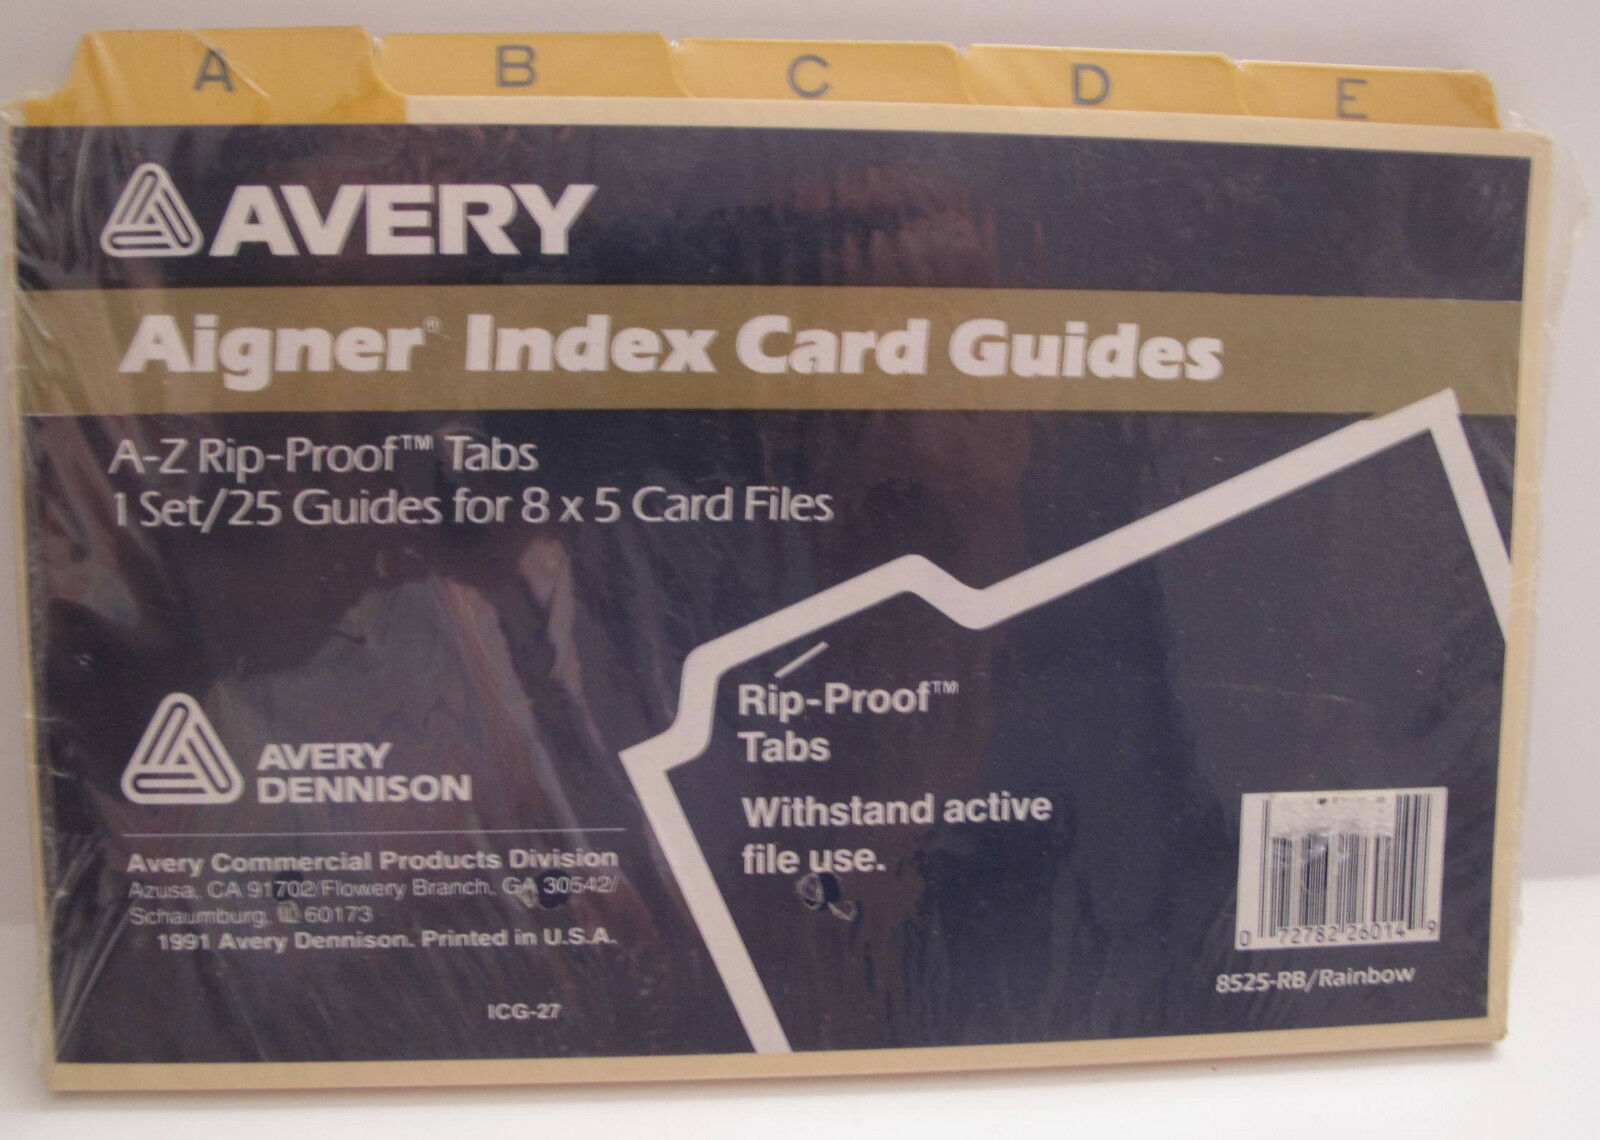 A B C D E
AVERY
Aigner® Index Card Guides
A-Z Rip-Proof™ Tabs
1 Set/25 Guides for 8 x 5 Card Files
Rip-Proof™
Tabs
Withstand active
file use.
AVERY
DENNISON
Avery Commercial Products Division
Azusa, CA 91702/Flowery Branch, GA 30542/
Schaumburg, IL 60173
© 1991 Avery Dennison. Printed in U.S.A.
ICG-27
0 72782 26014 9
8525-RB/Rainbow